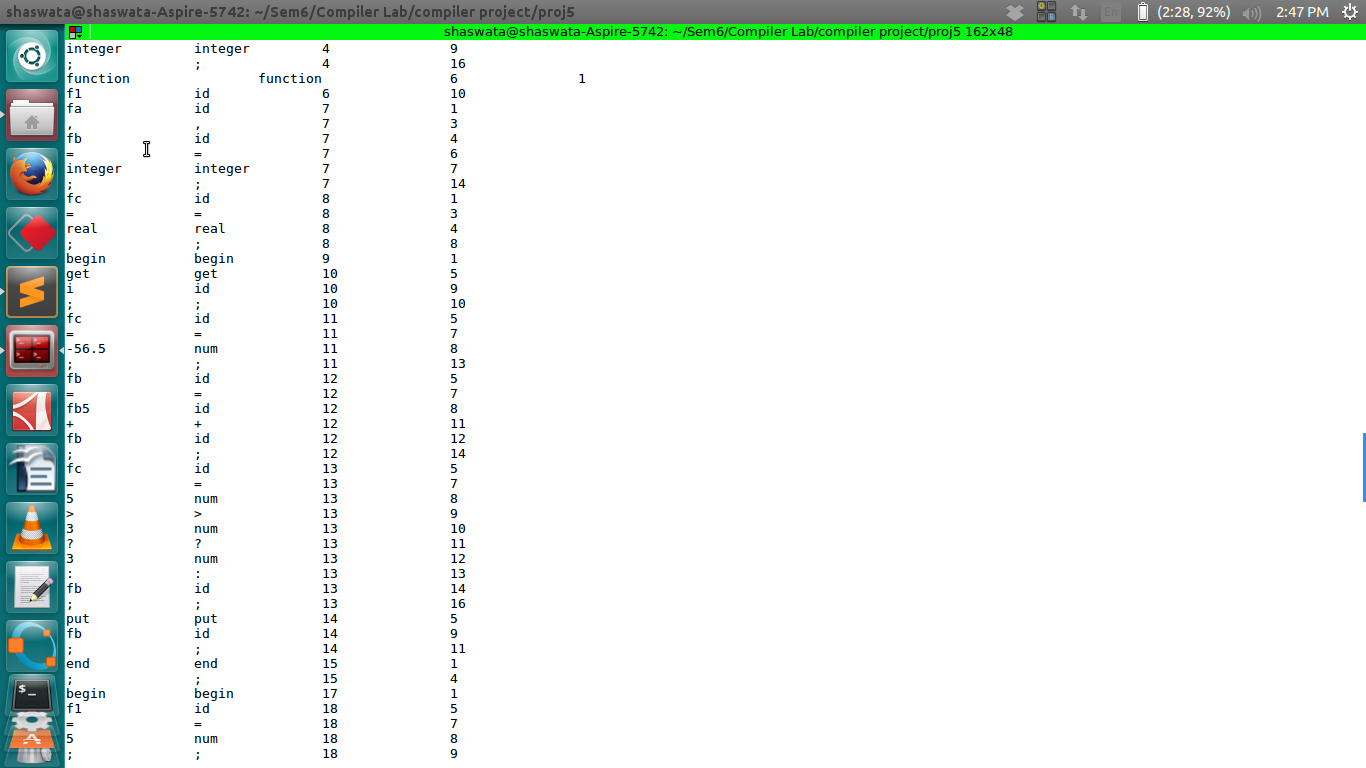 shaswata@shaswata-Aspire-5742: ~/Sem6/Compiler Lab/compiler project/proj5 En (2:28, 92%) 2:47 PM
shaswata@shaswata-Aspire-5742: ~/Sem6/Compiler Lab/compiler project/proj5 162x48
integer integer 4 9
; ; 4 16
function function 6 1
f1 id 6 10
fa id 7 1
, , 7 3
fb id 7 4
= = 7 6
integer integer 7 7
; ; 7 14
fc id 8 1
= = 8 3
real real 8 4
; ; 8 8
begin begin 9 1
get get 10 5
i id 10 9
; ; 10 10
fc id 11 5
= = 11 7
-56.5 num 11 8
; ; 11 13
fb id 12 5
= = 12 7
fb5 id 12 8
+ + 12 11
fb id 12 12
; ; 12 14
fc id 13 5
= = 13 7
5 num 13 8
> > 13 9
3 num 13 10
? ? 13 11
3 num 13 12
: : 13 13
fb id 13 14
; ; 13 16
put put 14 5
fb id 14 9
; ; 14 11
end end 15 1
; ; 15 4
begin begin 17 1
f1 id 18 5
= = 18 7
5 num 18 8
; ; 18 9